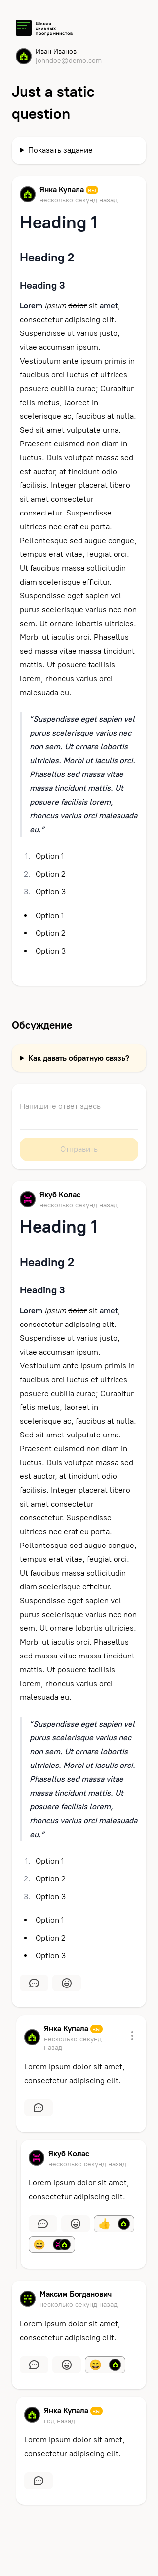 Школа
сильных
программистов
Иван Иванов
johndoe@demo.com
Just a static
question
Показать задание
Янка Купала Вы
несколько секунд назад
Heading 1
Heading 2
Heading 3
Lorem ipsum dolor sit amet,
consectetur adipiscing elit.
Suspendisse ut varius justo,
vitae accumsan ipsum.
Vestibulum ante ipsum primis in
faucibus orci luctus et ultrices
posuere cubilia curae; Curabitur
felis metus, laoreet in
scelerisque ac, faucibus at nulla.
Sed sit amet vulputate urna.
Praesent euismod non diam in
luctus. Duis volutpat massa sed
est auctor, at tincidunt odio
facilisis. Integer placerat libero
sit amet consectetur
consectetur. Suspendisse
ultrices nec erat eu porta.
Pellentesque sed augue congue,
tempus erat vitae, feugiat orci.
Ut faucibus massa sollicitudin
diam scelerisque efficitur.
Suspendisse eget sapien vel
purus scelerisque varius nec non
sem. Ut ornare lobortis ultricies.
Morbi ut iaculis orci. Phasellus
sed massa vitae massa tincidunt
mattis. Ut posuere facilisis
lorem, rhoncus varius orci
malesuada eu.
"Suspendisse eget sapien vel
purus scelerisque varius nec
non sem. Ut ornare lobortis
ultricies. Morbi ut iaculis orci.
Phasellus sed massa vitae
massa tincidunt mattis. Ut
posuere facilisis lorem,
rhoncus varius orci malesuada
eu."
1. Option 1
2. Option 2
3. Option 3
• Option 1
• Option 2
• Option 3
Обсуждение
Как давать обратную связь?
Напишите ответ здесь
Отправить
Якуб Колас
несколько секунд назад
Heading 1
Heading 2
Heading 3
Lorem ipsum dolor sit amet,
consectetur adipiscing elit.
Suspendisse ut varius justo,
vitae accumsan ipsum.
Vestibulum ante ipsum primis in
faucibus orci luctus et ultrices
posuere cubilia curae; Curabitur
felis metus, laoreet in
scelerisque ac, faucibus at nulla.
Sed sit amet vulputate urna.
Praesent euismod non diam in
luctus. Duis volutpat massa sed
est auctor, at tincidunt odio
facilisis. Integer placerat libero
sit amet consectetur
consectetur. Suspendisse
ultrices nec erat eu porta.
Pellentesque sed augue congue,
tempus erat vitae, feugiat orci.
Ut faucibus massa sollicitudin
diam scelerisque efficitur.
Suspendisse eget sapien vel
purus scelerisque varius nec non
sem. Ut ornare lobortis ultricies.
Morbi ut iaculis orci. Phasellus
sed massa vitae massa tincidunt
mattis. Ut posuere facilisis
lorem, rhoncus varius orci
malesuada eu.
"Suspendisse eget sapien vel
purus scelerisque varius nec
non sem. Ut ornare lobortis
ultricies. Morbi ut iaculis orci.
Phasellus sed massa vitae
massa tincidunt mattis. Ut
posuere facilisis lorem,
rhoncus varius orci malesuada
eu."
1. Option 1
2. Option 2
3. Option 3
• Option 1
• Option 2
• Option 3
Янка Купала Вы
несколько секунд
назад
Lorem ipsum dolor sit amet,
consectetur adipiscing elit.
Якуб Колас
несколько секунд назад
Lorem ipsum dolor sit amet,
consectetur adipiscing elit.
Максим Богданович
несколько секунд назад
Lorem ipsum dolor sit amet,
consectetur adipiscing elit.
Янка Купала Вы
год назад
Lorem ipsum dolor sit amet,
consectetur adipiscing elit.